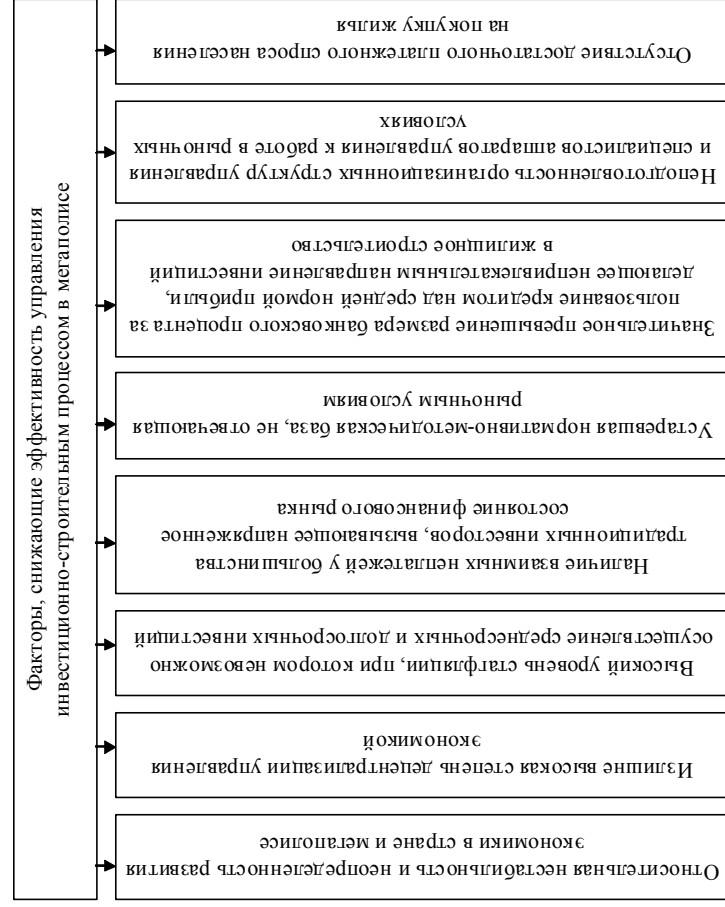 Факторы, снижающие эффективность управления
инвестиционно-строительным процессом в мегаполисе
Относительная нестабильность и неопределенность развития
экономики в стране и мегаполисе
Излишне высокая степень децентрализации управления
экономикой
Высокий уровень стагфляции, при котором невозможно
осуществление среднесрочных и долгосрочных инвестиций
Наличие взаимных неплатежей у большинства
традиционных инвесторов, вызывающее напряженное
состояние финансового рынка
Устаревшая нормативно-методическая база, не отвечающая
рыночным условиям
Значительное превышение размера банковского процента за
пользование кредитом над средней нормой прибыли,
делающее непривлекательным направление инвестиций
в жилищное строительство
Неподготовленность организационных структур управления
и специалистов аппаратов управления к работе в рыночных
условиях
Отсутствие достаточного платежного спроса населения
на покупку жилья